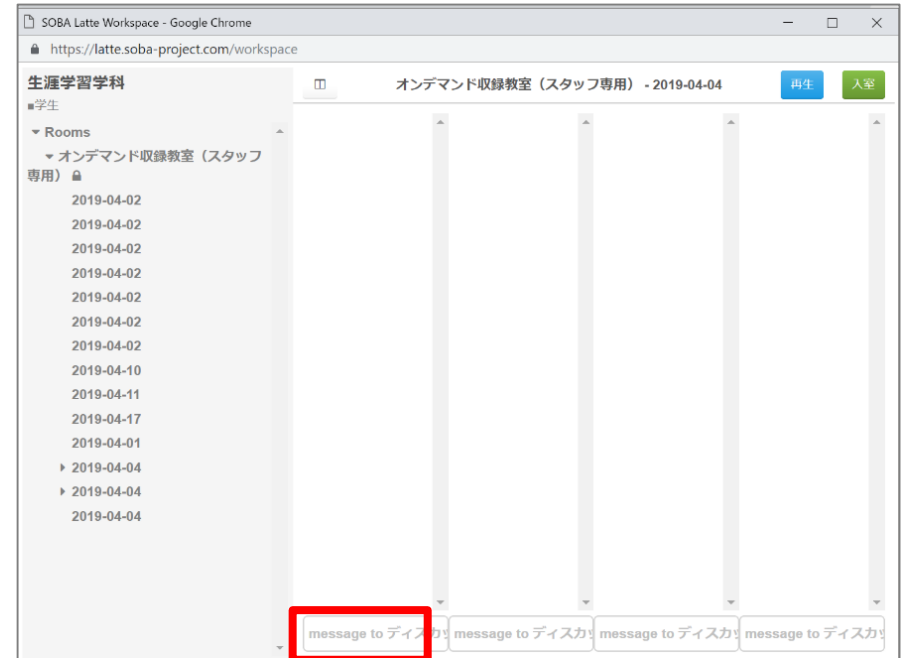 SOBA Latte Workspace - Google Chrome
https://latte.soba-project.com/workspace
生涯学習学科
■学生
Rooms
オンデマンド収録教室（スタッフ
専用）
2019-04-02
2019-04-02
2019-04-02
2019-04-02
2019-04-02
2019-04-02
2019-04-02
2019-04-10
2019-04-11
2019-04-17
2019-04-01
2019-04-04
2019-04-04
2019-04-04
オンデマンド収録教室（スタッフ専用） - 2019-04-04
再生
入室
message to ディスカッ
message to ディスカッ
message to ディスカッ
message to ディスカッ